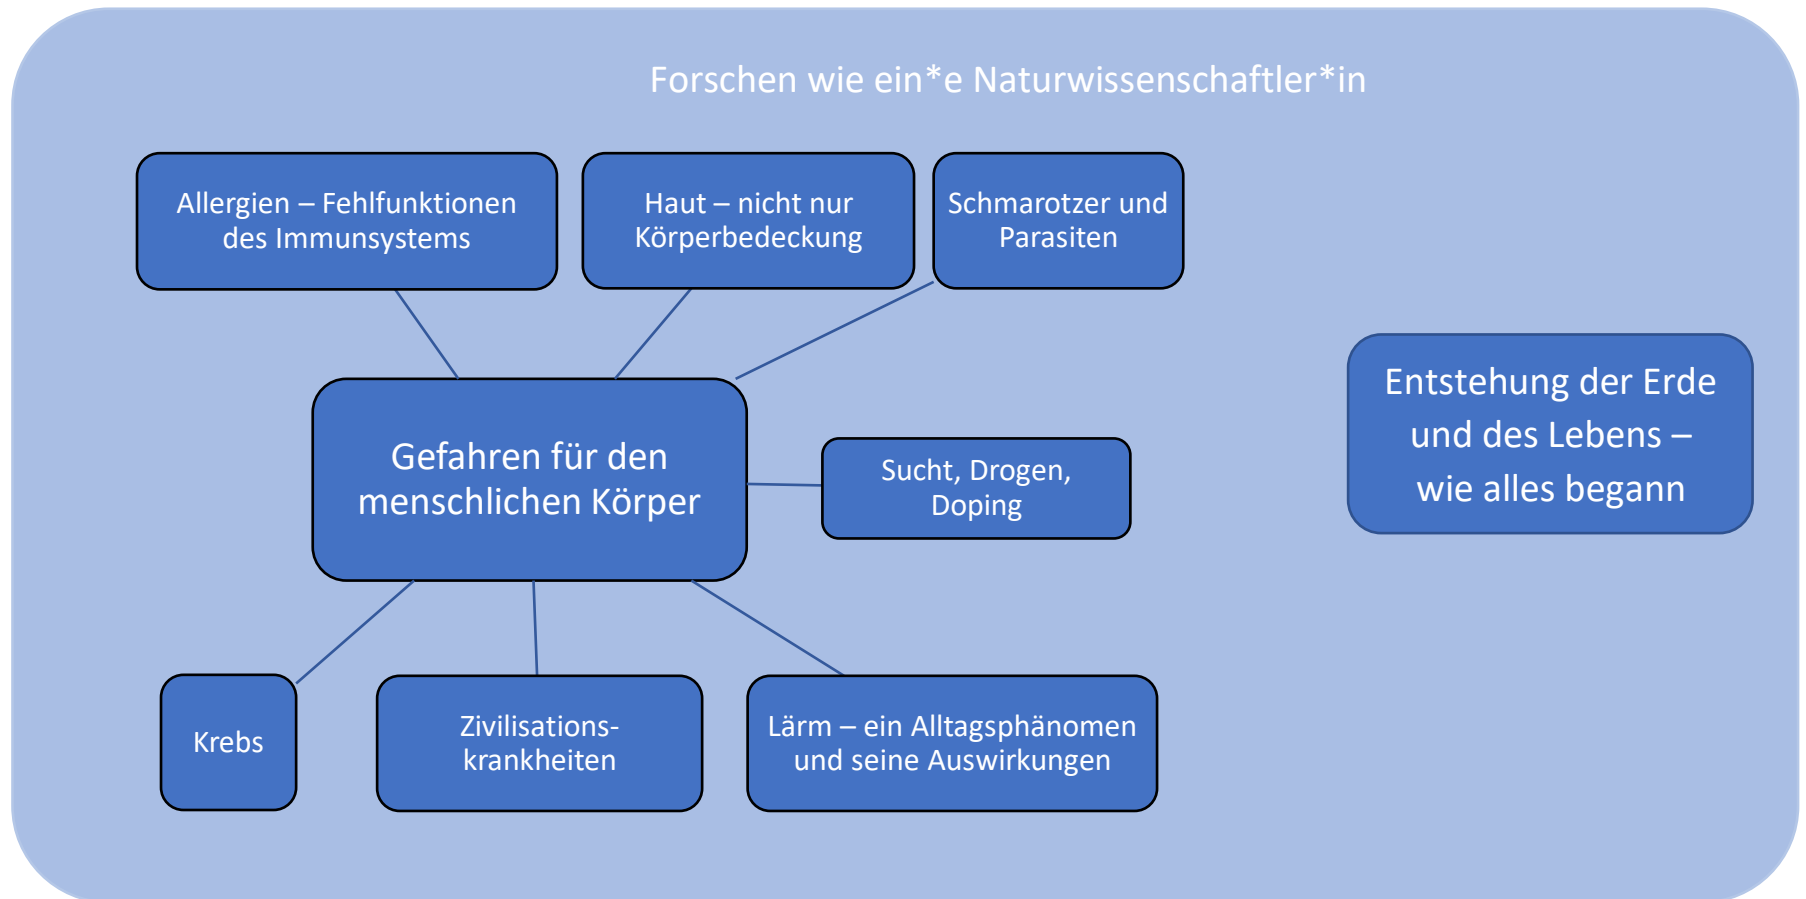 Forschen wie ein*e Naturwissenschaftler*in
Allergien – Fehlfunktionen
des Immunsystems
Haut – nicht nur
Körperbedeckung
Schmarotzer und
Parasiten
Gefahren für den
menschlichen Körper
Sucht, Drogen,
Doping
Entstehung der Erde
und des Lebens –
wie alles begann
Krebs
Zivilisations-
krankheiten
Lärm – ein Alltagsphänomen
und seine Auswirkungen